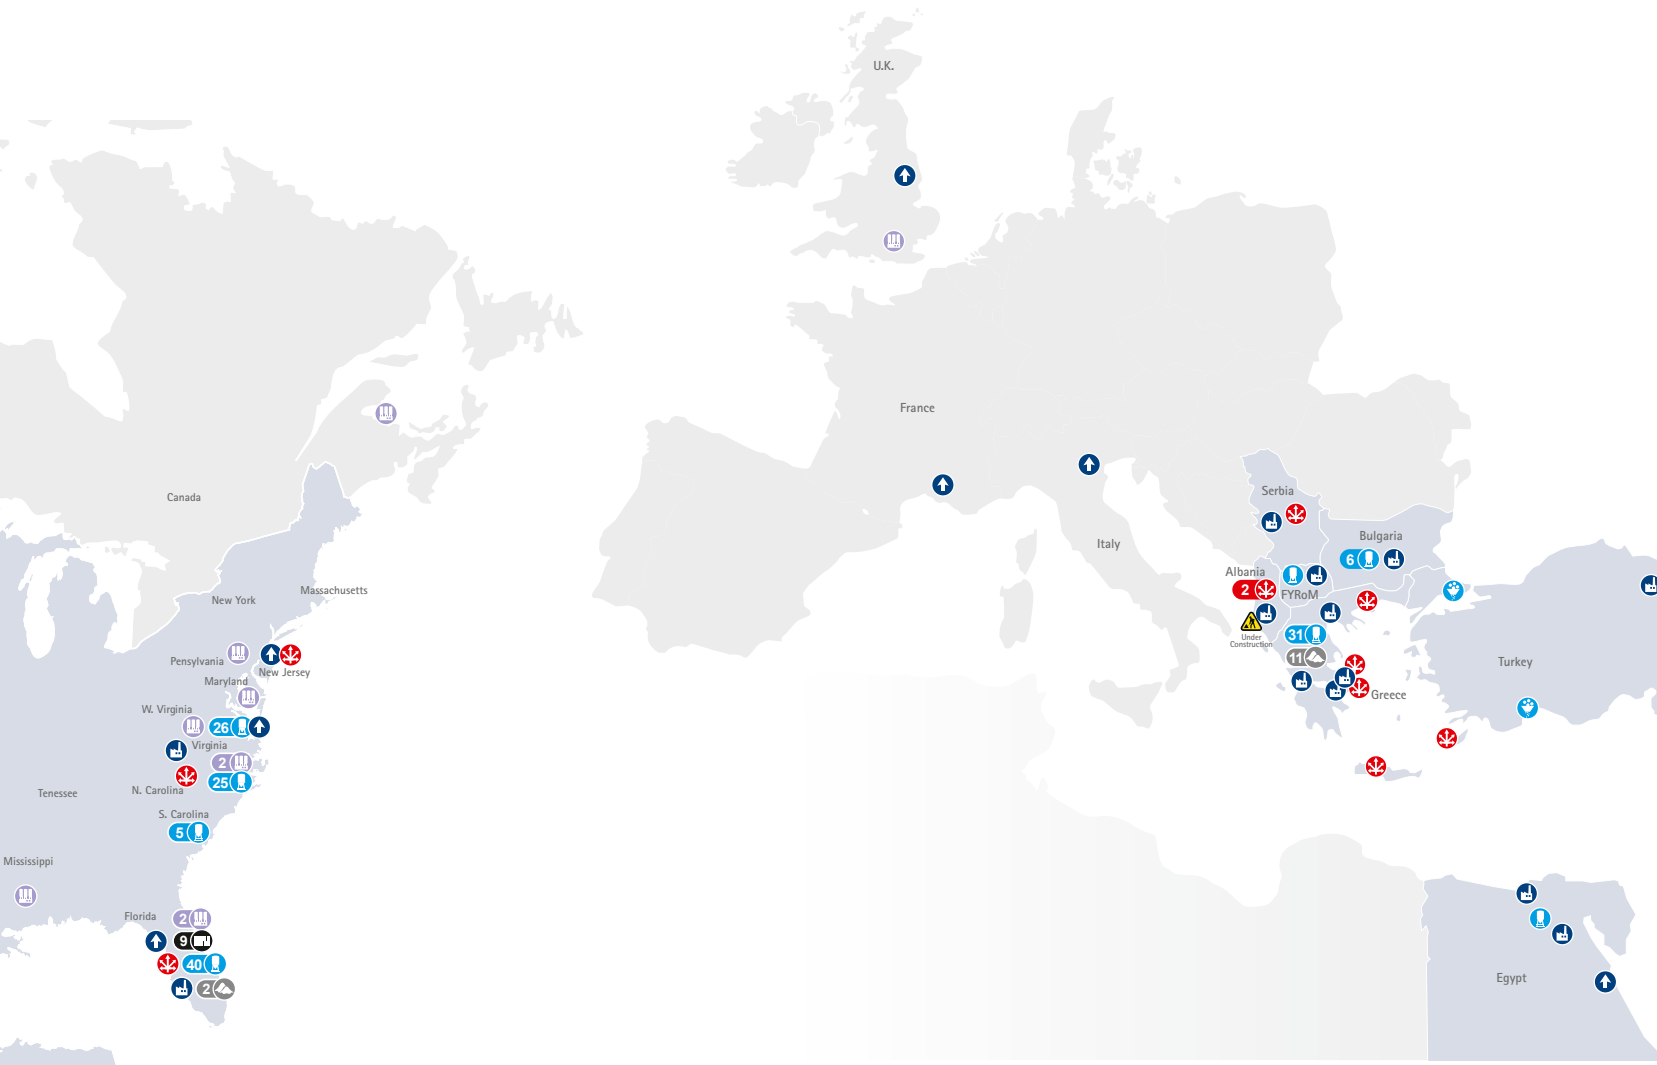 U.K.
France
Canada
Serbia
Bulgaria
6
Italy
Albania
2
FYRoM
Massachusetts
New York
Under
Construction
31
11
Pensylvania
New Jersey
Turkey
Maryland
Greece
W. Virginia
26
Virginia
2
25
N. Carolina
Tenessee
S. Carolina
5
Mississippi
Florida
2
9
40
2
Egypt